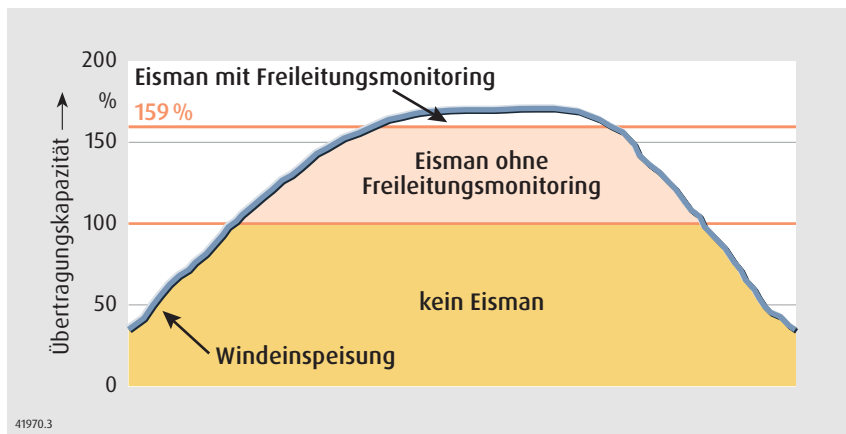 200
%
150
100
50
0
Übertragungskapazität
Eisman mit Freileitungsmonitoring
159 %
Eisman ohne
Freileitungsmonitoring
kein Eisman
Windeinspeisung
41970.3